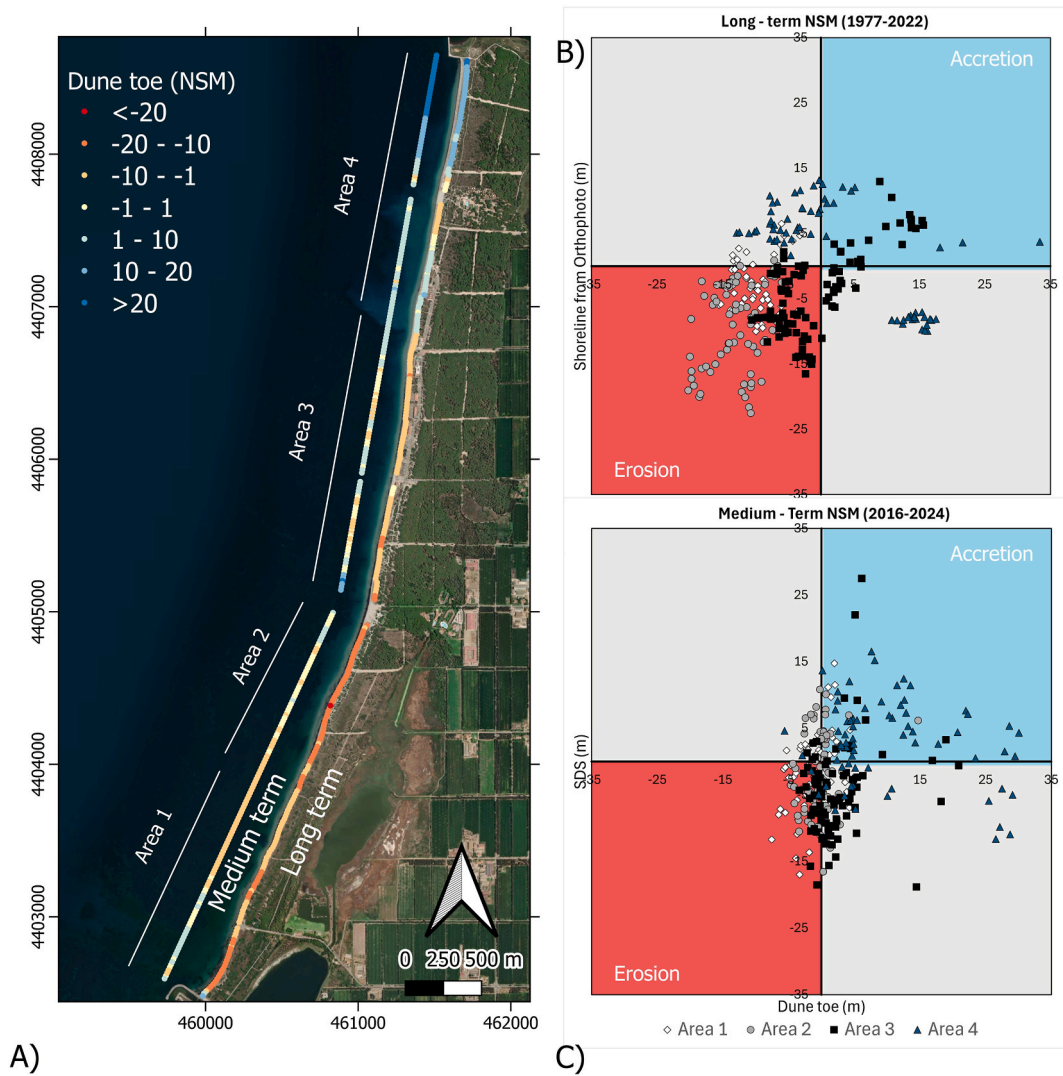 A)
Dune toe (NSM)
<-20
-20 - -10
-10 - -1
-1 - 1
1 - 10
10 - 20
>20
Area 4
Area 3
Area 2
Area 1
Medium term
Long term
0 250 500 m
4408000
4407000
4406000
4405000
4404000
4403000
460000 461000 462000
B)
Long - term NSM (1977-2022)
Accretion
Erosion
Shoreline from Orthophoto (m)
35
25
15
5
-5
-15
-25
-35
-35 -25 -15 -5 5 15 25 35
Medium - Term NSM (2016-2024)
Accretion
Erosion
SDS (m)
35
25
15
5
-5
-15
-25
-35
-35 -25 -15 -5 5 15 25 35
Dune toe (m)
Area 1 Area 2 Area 3 Area 4
C)